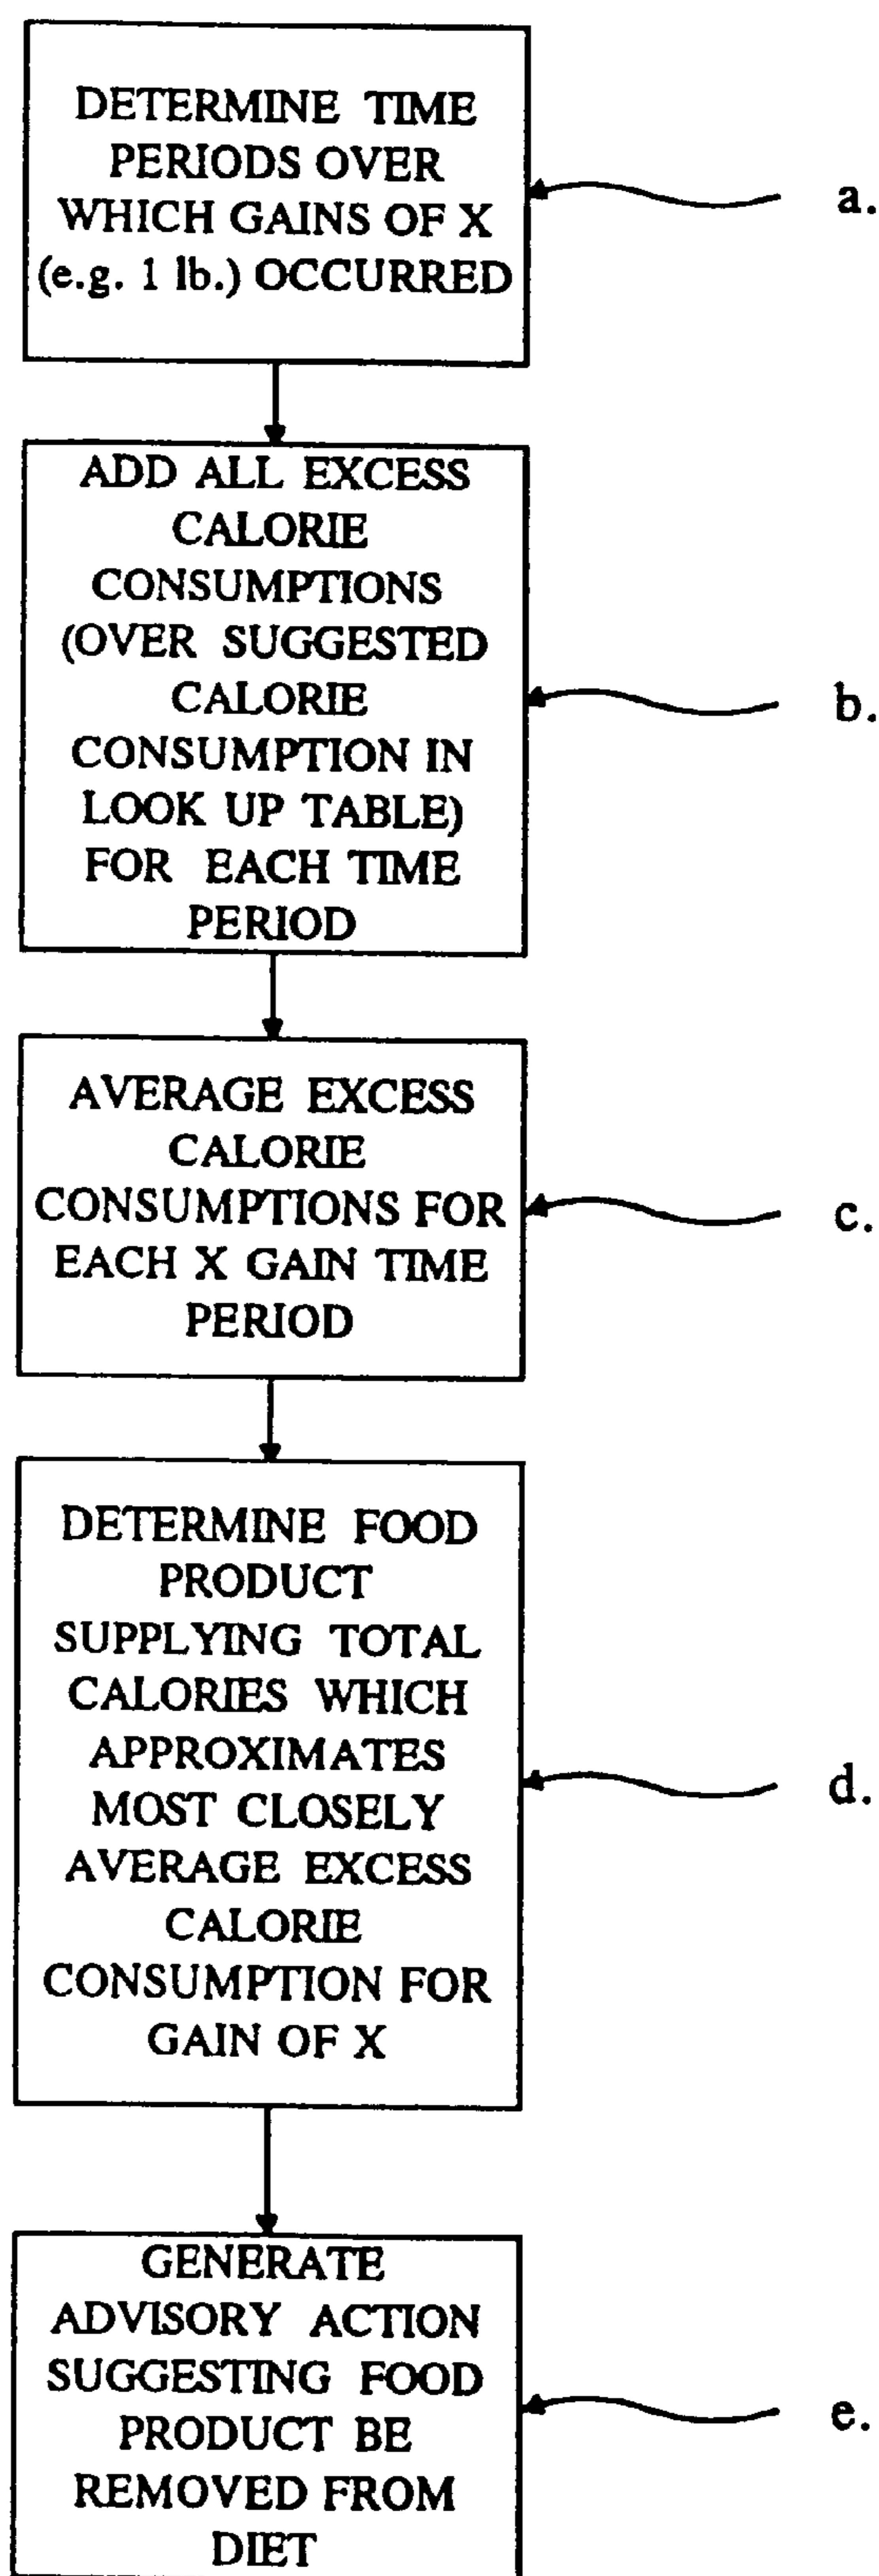 DETERMINE TIME
PERIODS OVER
WHICH GAINS OF X
(e.g. 1 lb.) OCCURRED
a.
ADD ALL EXCESS
CALORIE
CONSUMPTIONS
(OVER SUGGESTED
CALORIE
CONSUMPTION IN
LOOK UP TABLE)
FOR EACH TIME
PERIOD
b.
AVERAGE EXCESS
CALORIE
CONSUMPTIONS FOR
EACH X GAIN TIME
PERIOD
c.
DETERMINE FOOD
PRODUCT
SUPPLYING TOTAL
CALORIES WHICH
APPROXIMATES
MOST CLOSELY
AVERAGE EXCESS
CALORIE
CONSUMPTION FOR
GAIN OF X
d.
GENERATE
ADVISORY ACTION
SUGGESTING FOOD
PRODUCT BE
REMOVED FROM
DIET
e.